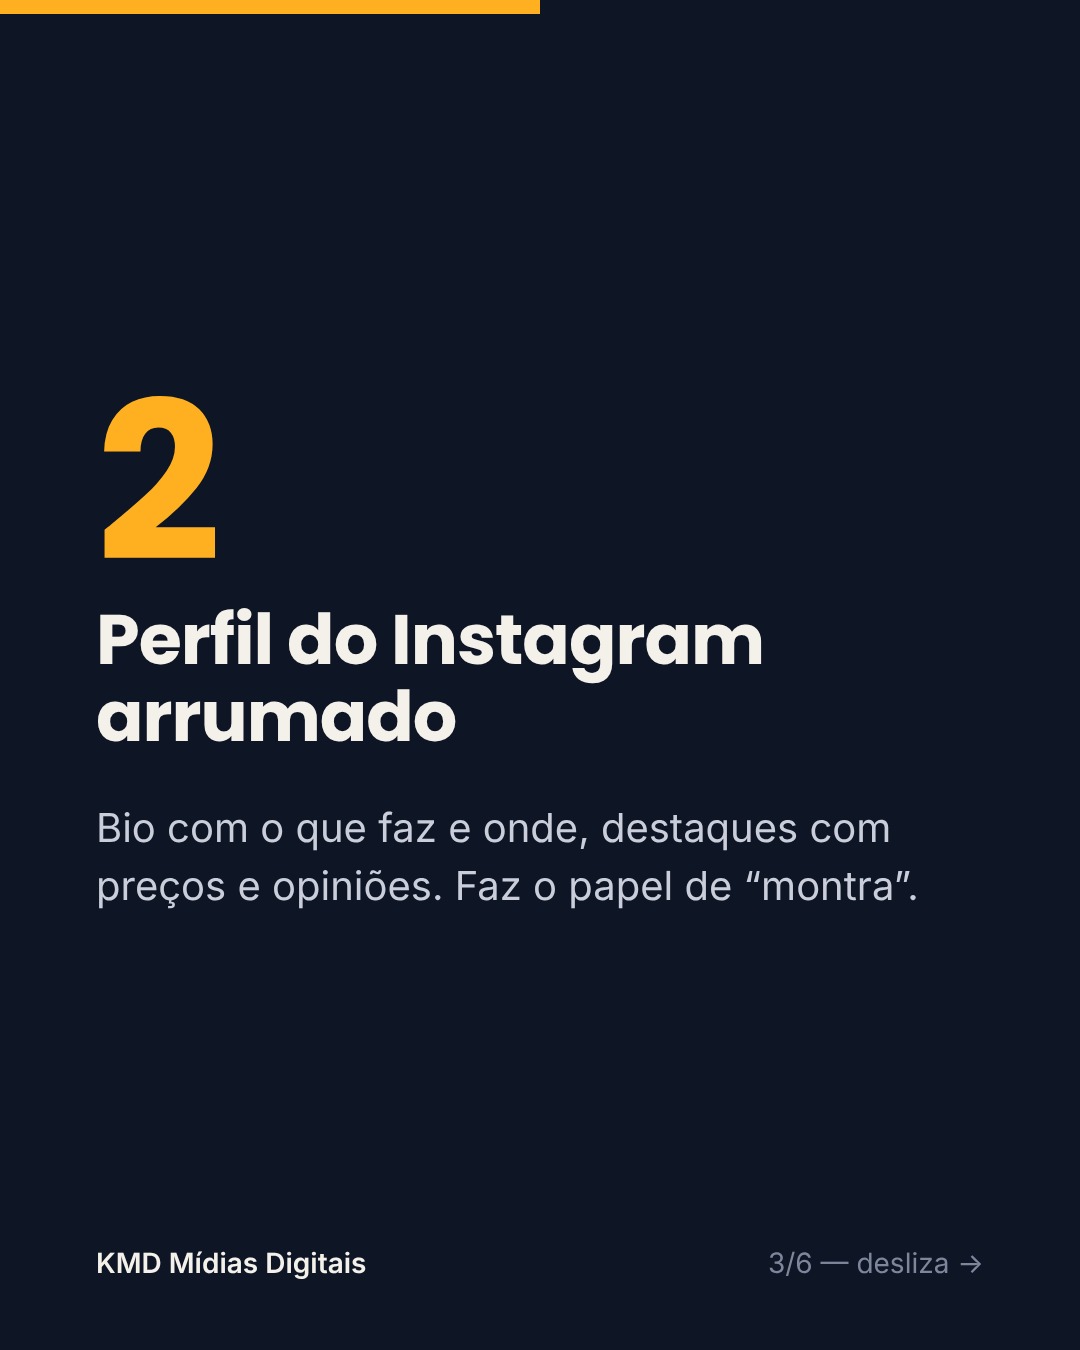 2
Perfil do Instagram
arrumado
Bio com o que faz e onde, destaques com
preços e opiniões. Faz o papel de “montra”.
KMD Mídias Digitais
3/6 — desliza →